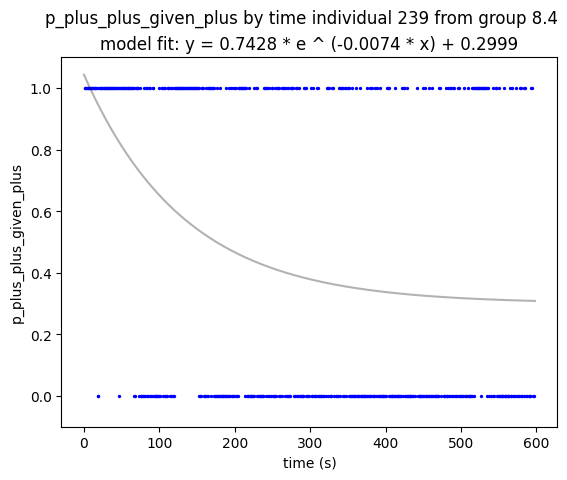 p_plus_plus_given_plus by time individual 239 from group 8.4
model fit: y = 0.7428 * e ^ (-0.0074 * x) + 0.2999
1.0
0.8
0.6
0.4
0.2
0.0
p_plus_plus_given_plus
0 100 200 300 400 500 600
time (s)